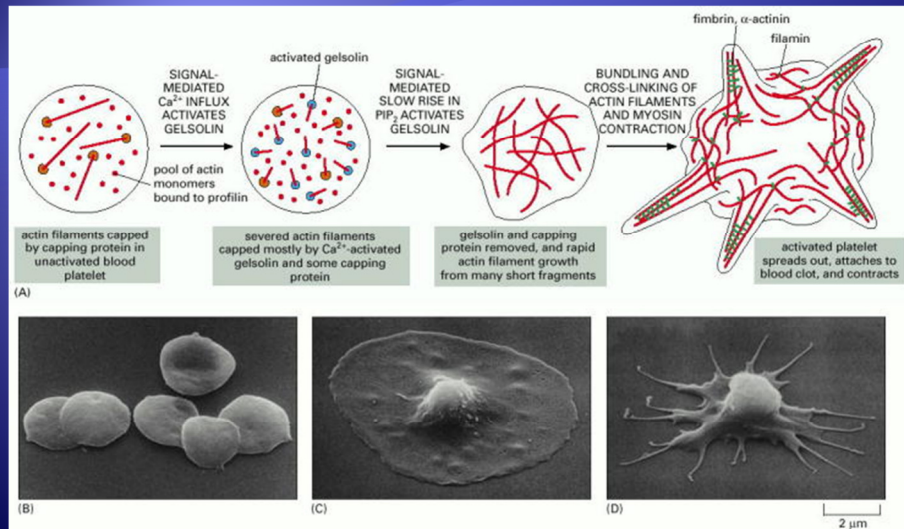 fimbrin, α-actinin
filamin
activated gelsolin
SIGNAL-
MEDIATED
Ca²⁺ INFLUX
ACTIVATES
GELSOLIN
SIGNAL-
MEDIATED
SLOW RISE IN
PIP₂ ACTIVATES
GELSOLIN
BUNDLING AND
CROSS-LINKING OF
ACTIN FILAMENTS
AND MYOSIN
CONTRACTION
pool of actin
monomers
bound to profilin
actin filaments capped
by capping protein in
unactivated blood
platelet
severed actin filaments
capped mostly by Ca²⁺-activated
gelsolin and some capping
protein
gelsolin and capping
protein removed, and rapid
actin filament growth
from many short fragments
activated platelet
spreads out, attaches to
blood clot, and contracts
(A)
(B)
(C)
(D)
2 μm